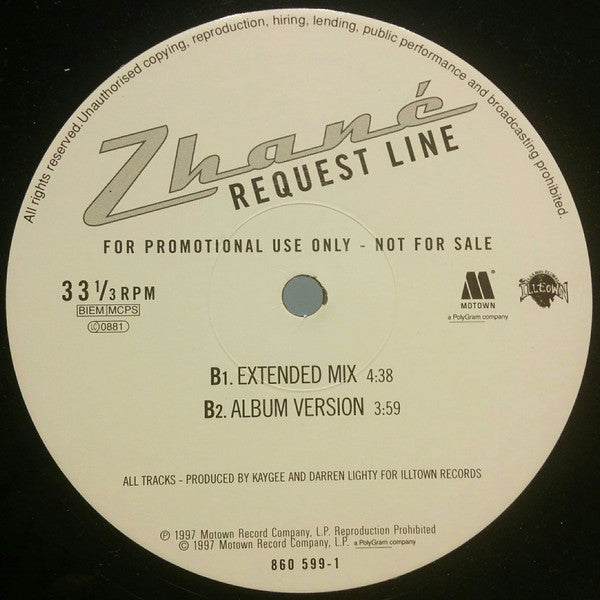 All rights reserved. Unauthorised copying, reproduction, hiring, lending, public performance and broadcasting prohibited.
Zhané
REQUEST LINE
FOR PROMOTIONAL USE ONLY - NOT FOR SALE
33 1/3 RPM
BIEM MCPS
LC 0881
MOTOWN
a PolyGram company
ILLTOWN
B1. EXTENDED MIX 4:38
B2. ALBUM VERSION 3:59
ALL TRACKS - PRODUCED BY KAYGEE AND DARREN LIGHTY FOR ILLTOWN RECORDS
℗ 1997 Motown Record Company, L.P. Reproduction Prohibited
© 1997 Motown Record Company, L.P. a PolyGram company
860 599-1